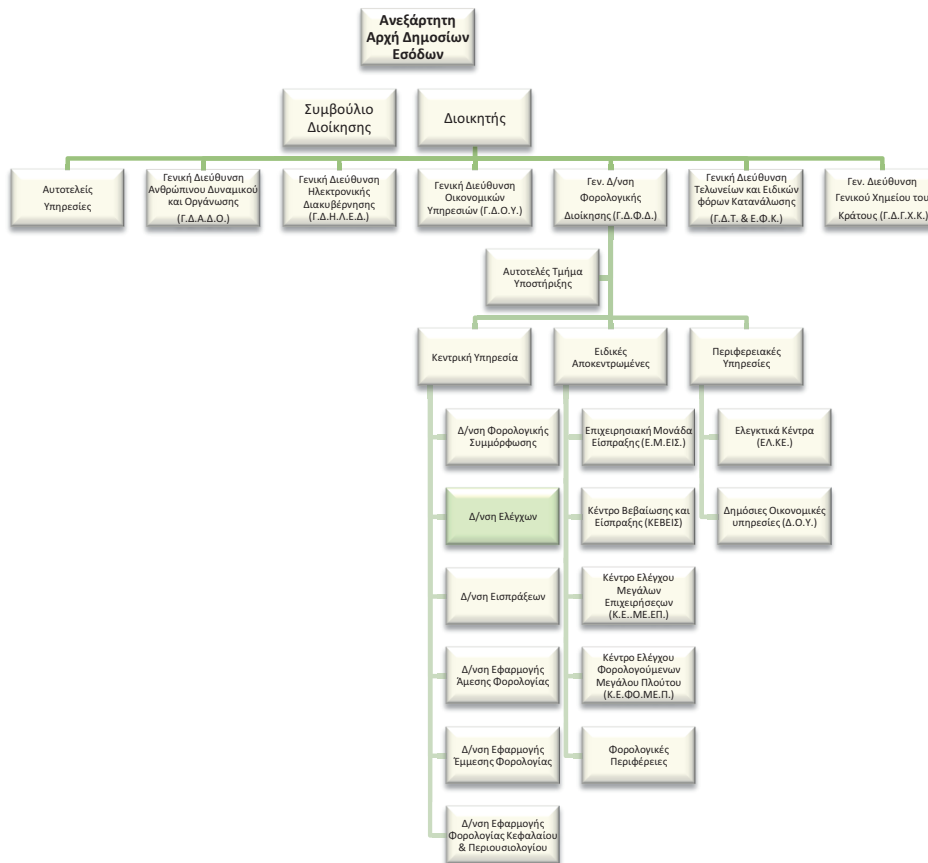 Ανεξάρτητη
Αρχή Δημοσίων
Εσόδων
Συμβούλιο
Διοίκησης
Διοικητής
Αυτοτελείς
Υπηρεσίες
Γενική Διεύθυνση
Ανθρώπινου Δυναμικού
και Οργάνωσης
(Γ.Δ.Α.Δ.Ο.)
Γενική Διεύθυνση
Ηλεκτρονικής
Διακυβέρνησης
(Γ.Δ.Η.Λ.Ε.Δ.)
Γενική Διεύθυνση
Οικονομικών
Υπηρεσιών (Γ.Δ.Ο.Υ.)
Γεν. Δ/νση
Φορολογικής
Διοίκησης (Γ.Δ.Φ.Δ.)
Γενική Διεύθυνση
Τελωνείων και Ειδικών
φόρων Κατανάλωσης
(Γ.Δ.Τ. & Ε.Φ.Κ.)
Γεν. Διεύθυνση
Γενικού Χημείου του
Κράτους (Γ.Δ.Γ.Χ.Κ.)
Αυτοτελές Τμήμα
Υποστήριξης
Κεντρική Υπηρεσία
Ειδικές
Αποκεντρωμένες
Περιφερειακές
Υπηρεσίες
Δ/νση Φορολογικής
Συμμόρφωσης
Δ/νση Ελέγχων
Δ/νση Εισπράξεων
Δ/νση Εφαρμογής
Άμεσης Φορολογίας
Δ/νση Εφαρμογής
Έμμεσης Φορολογίας
Δ/νση Εφαρμογής
Φορολογίας Κεφαλαίου
& Περιουσιολογίου
Επιχειρησιακή Μονάδα
Είσπραξης (Ε.Μ.ΕΙΣ.)
Κέντρο Βεβαίωσης και
Είσπραξης (ΚΕΒΕΙΣ)
Κέντρο Ελέγχου
Μεγάλων
Επιχειρήσεςων
(Κ.Ε..ΜΕ.ΕΠ.)
Κέντρο Ελέγχου
Φορολογούμενων
Μεγάλου Πλούτου
(Κ.Ε.ΦΟ.ΜΕ.Π.)
Φορολογικές
Περιφέρειες
Ελεγκτικά Κέντρα
(ΕΛ.ΚΕ.)
Δημόσιες Οικονομικές
υπηρεσίες (Δ.Ο.Υ.)